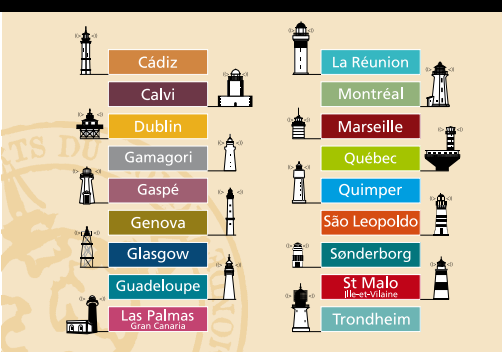 Cádiz
Calvi
Dublin
Gamagori
Gaspé
Genova
Glasgow
Guadeloupe
Las Palmas
Gran Canaria
La Réunion
Montréal
Marseille
Québec
Quimper
São Leopoldo
Sønderborg
St Malo
Ille-et-Vilaine
Trondheim